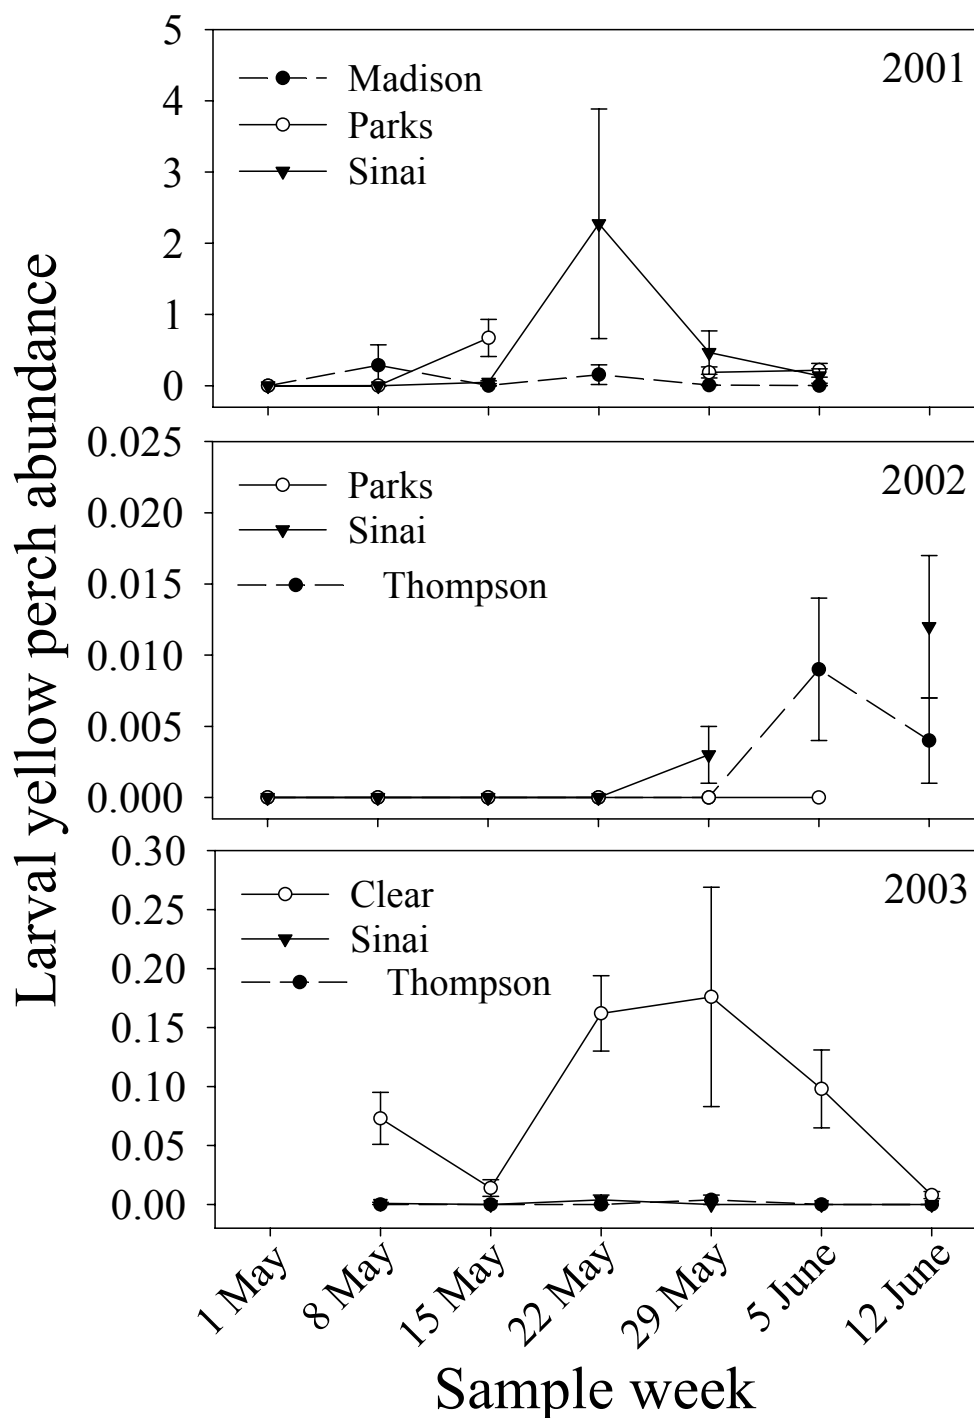 Larval yellow perch abundance
5
4
3
2
1
0
2001
Madison
Parks
Sinai
0.025
0.020
0.015
0.010
0.005
0.000
2002
Parks
Sinai
Thompson
0.30
0.25
0.20
0.15
0.10
0.05
0.00
2003
Clear
Sinai
Thompson
1 May
8 May
15 May
22 May
29 May
5 June
12 June
Sample week